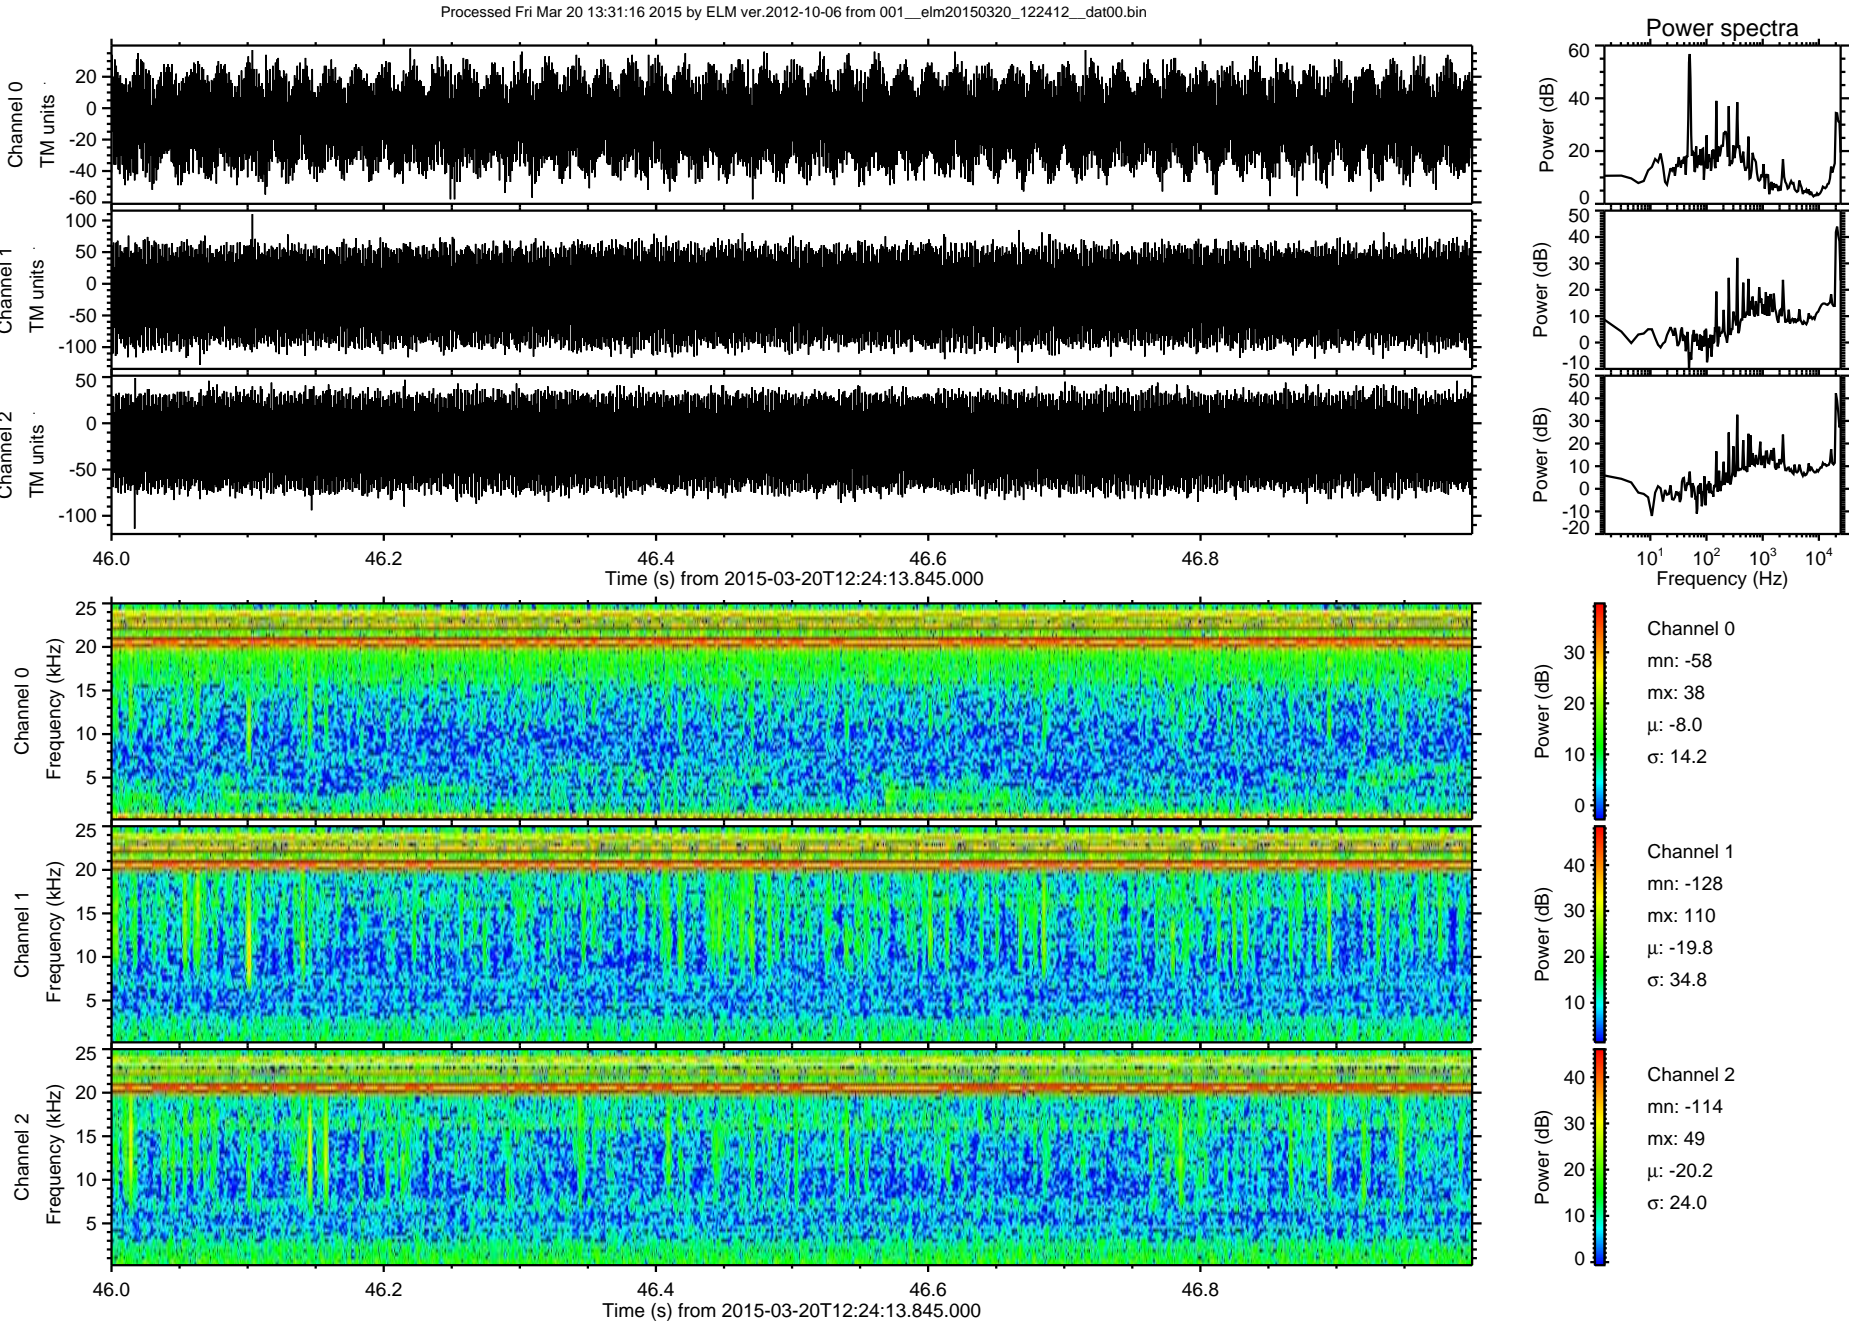 Processed Fri Mar 20 13:31:16 2015 by ELM ver.2012-10-06 from 001__elm20150320_122412__dat00.bin
Power spectra
Channel 0
TM units
20
0
-20
-40
-60
Power (dB)
60
40
20
0
Channel 1
TM units
100
50
0
-50
-100
Power (dB)
50
40
30
20
10
0
-10
Channel 2
TM units
50
0
-50
-100
Power (dB)
50
40
30
20
10
0
-10
-20
46.0 46.2 46.4 46.6 46.8
Time (s) from 2015-03-20T12:24:13.845.000
10¹ 10² 10³ 10⁴
Frequency (Hz)
Channel 0
Frequency (kHz)
25
20
15
10
5
Power (dB)
30
20
10
0
Channel 0
mn: -58
mx: 38
μ: -8.0
σ: 14.2
Channel 1
Frequency (kHz)
25
20
15
10
5
Power (dB)
40
30
20
10
Channel 1
mn: -128
mx: 110
μ: -19.8
σ: 34.8
Channel 2
Frequency (kHz)
25
20
15
10
5
Power (dB)
40
30
20
10
0
Channel 2
mn: -114
mx: 49
μ: -20.2
σ: 24.0
46.0 46.2 46.4 46.6 46.8
Time (s) from 2015-03-20T12:24:13.845.000